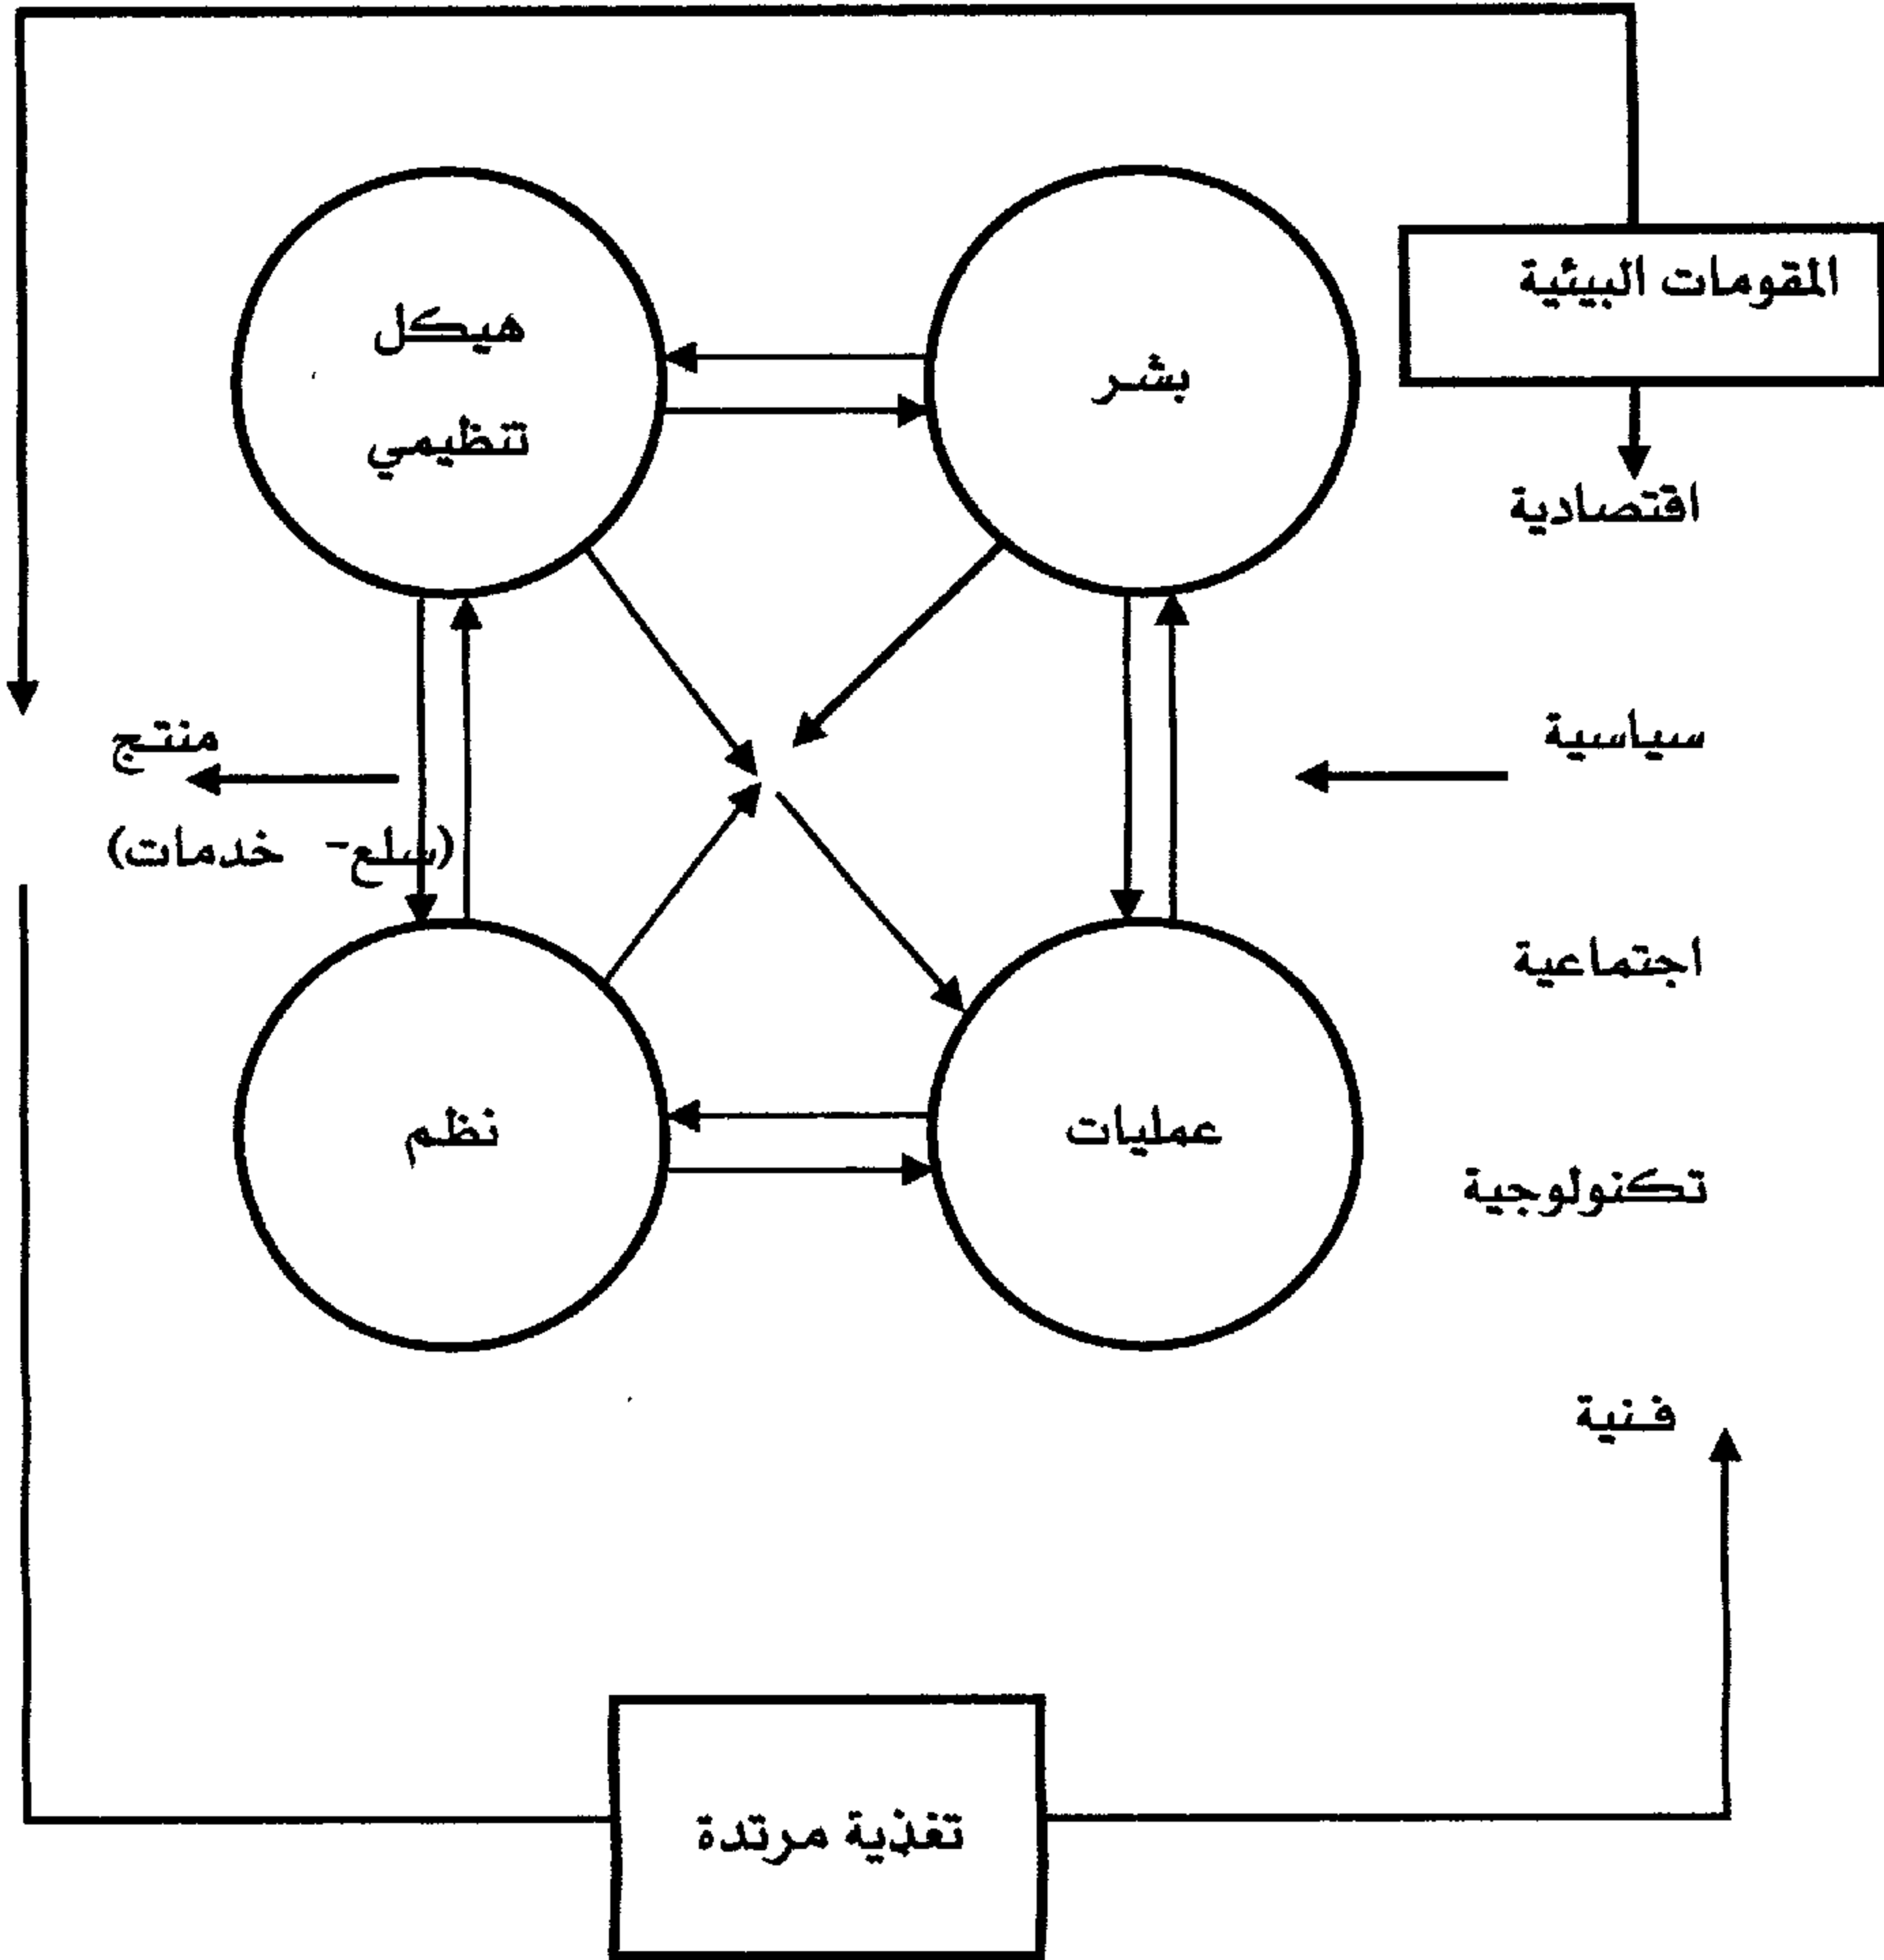 المقومات البيئية
هيكل
تنظيمي
بشر
اقتصادية
سياسية
منتج
(سلع- خدمات)
اجتماعية
نظم
عمليات
تكنولوجية
فنية
تغذية مرتدة